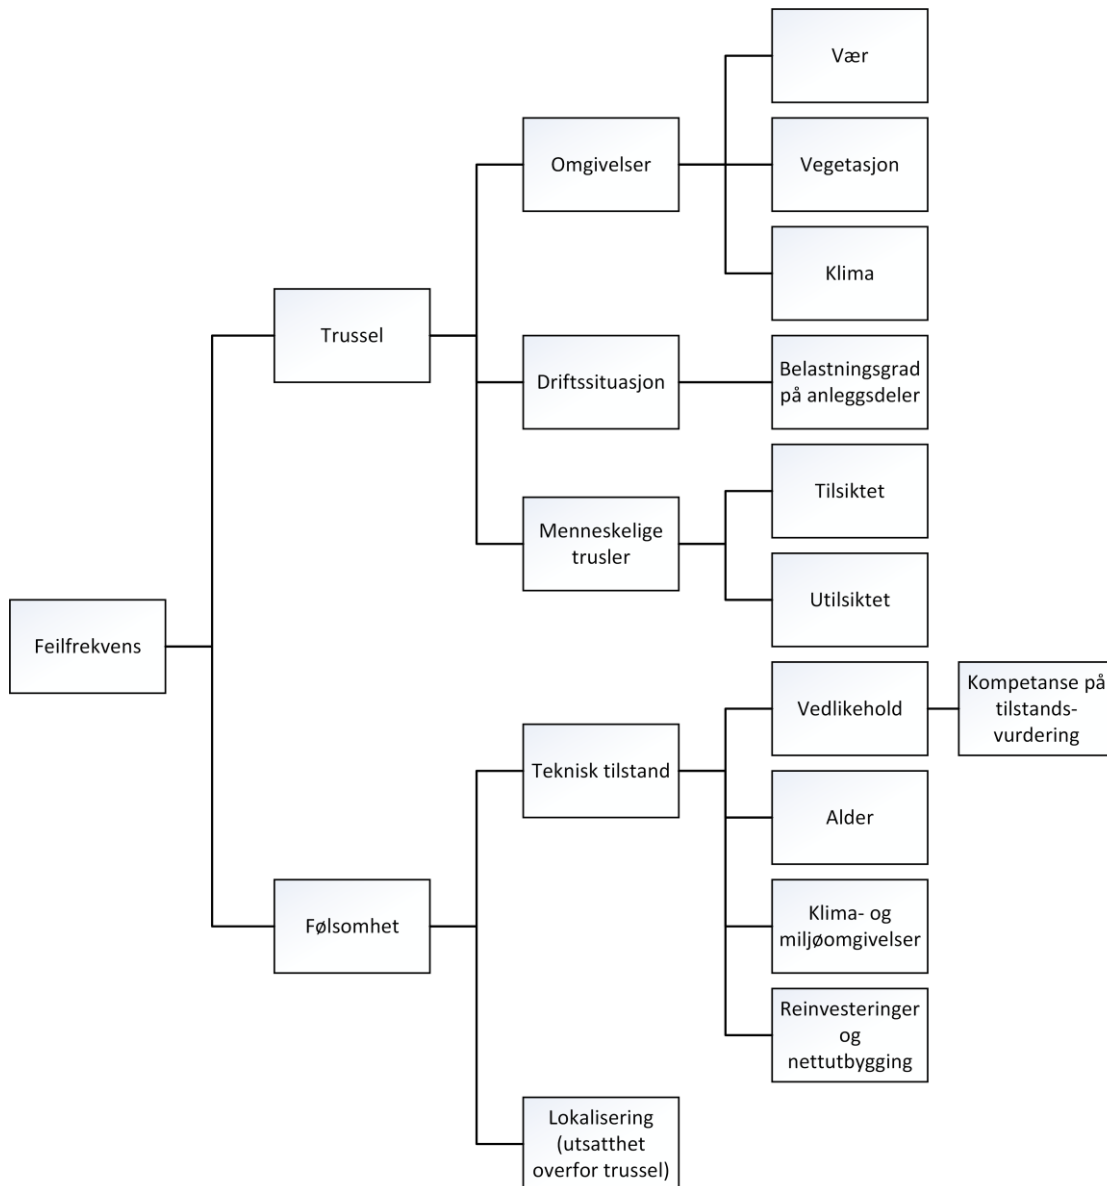 Vær
Omgivelser
Vegetasjon
Klima
Trussel
Driftssituasjon
Belastningsgrad
på anleggsdeler
Menneskelige
trusler
Tilsiktet
Utilsiktet
Feilfrekvens
Vedlikehold
Kompetanse på
tilstands-
vurdering
Teknisk tilstand
Alder
Følsomhet
Klima- og
miljøomgivelser
Reinvesteringer
og
nettutbygging
Lokalisering
(utsatthet
overfor trussel)